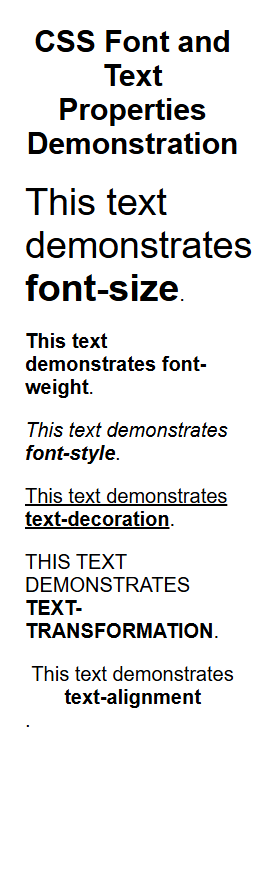 CSS Font and
Text
Properties
Demonstration
This text
demonstrates
font-size.
This text
demonstrates font-
weight.
This text demonstrates
font-style.
This text demonstrates
text-decoration.
THIS TEXT
DEMONSTRATES
TEXT-
TRANSFORMATION.
This text demonstrates
text-alignment
.